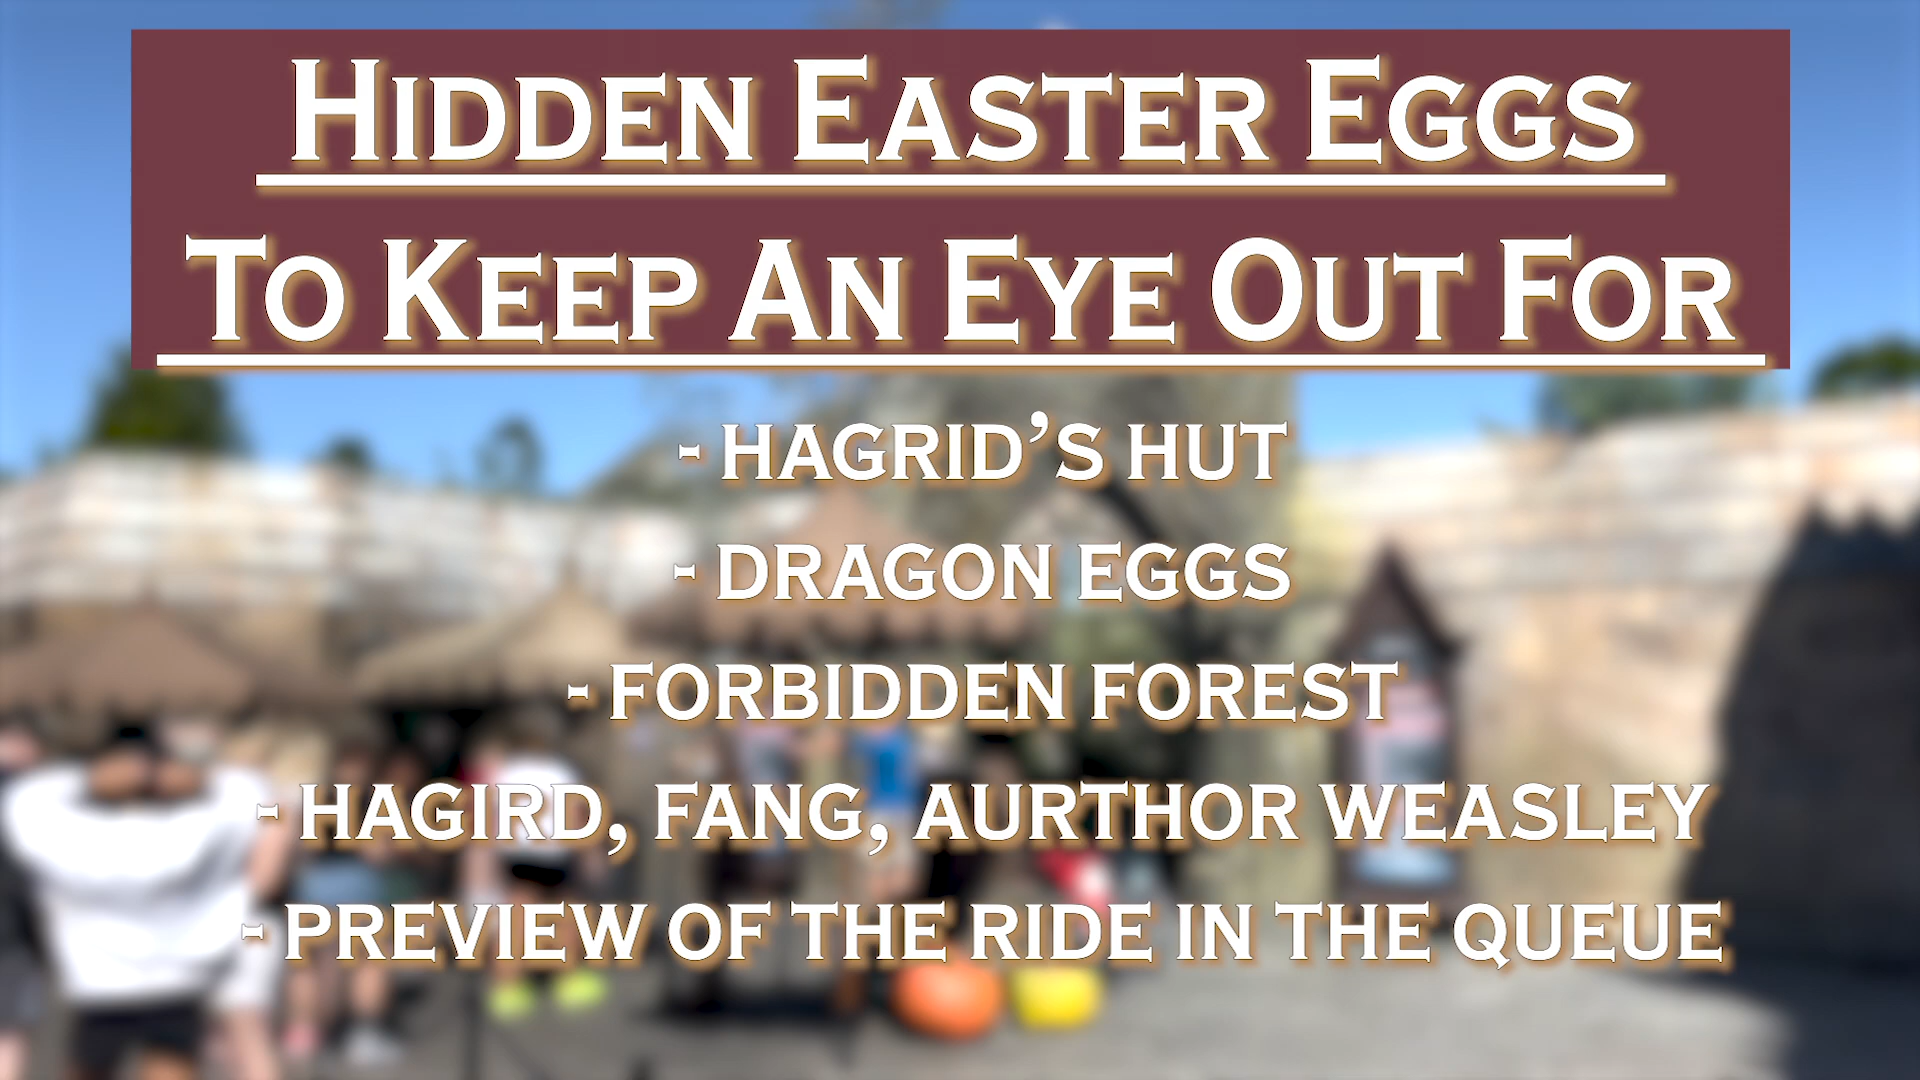 Hidden Easter Eggs
To Keep An Eye Out For
- HAGRID’S HUT
- DRAGON EGGS
- FORBIDDEN FOREST
- HAGIRD, FANG, AURTHOR WEASLEY
- PREVIEW OF THE RIDE IN THE QUEUE